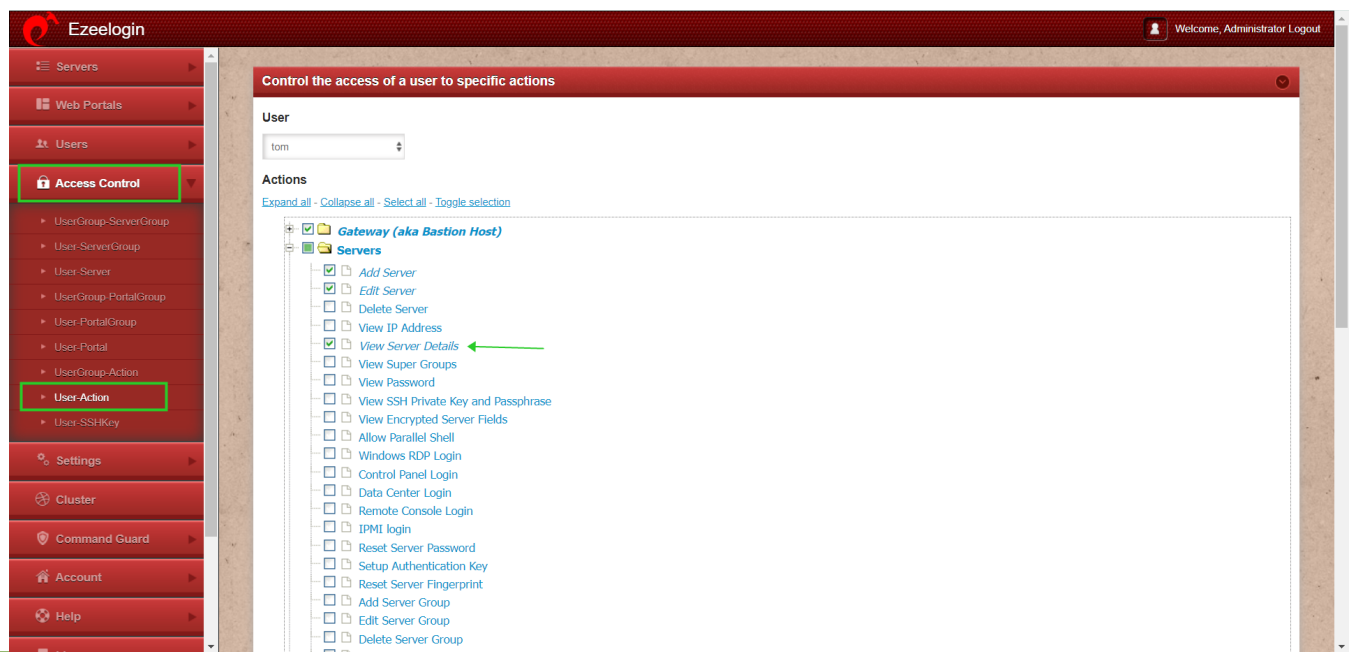 Ezeelogin
Welcome, Administrator Logout
Servers
Web Portals
Users
Access Control
UserGroup-ServerGroup
User-ServerGroup
User-Server
UserGroup-PortalGroup
User-PortalGroup
User-Portal
UserGroup-Action
User-Action
User-SSHKey
Settings
Cluster
Command Guard
Account
Help
Control the access of a user to specific actions
User
tom
Actions
Expand all - Collapse all - Select all - Toggle selection
Gateway (aka Bastion Host)
Servers
Add Server
Edit Server
Delete Server
View IP Address
View Server Details
View Super Groups
View Password
View SSH Private Key and Passphrase
View Encrypted Server Fields
Allow Parallel Shell
Windows RDP Login
Control Panel Login
Data Center Login
Remote Console Login
IPMI login
Reset Server Password
Setup Authentication Key
Reset Server Fingerprint
Add Server Group
Edit Server Group
Delete Server Group